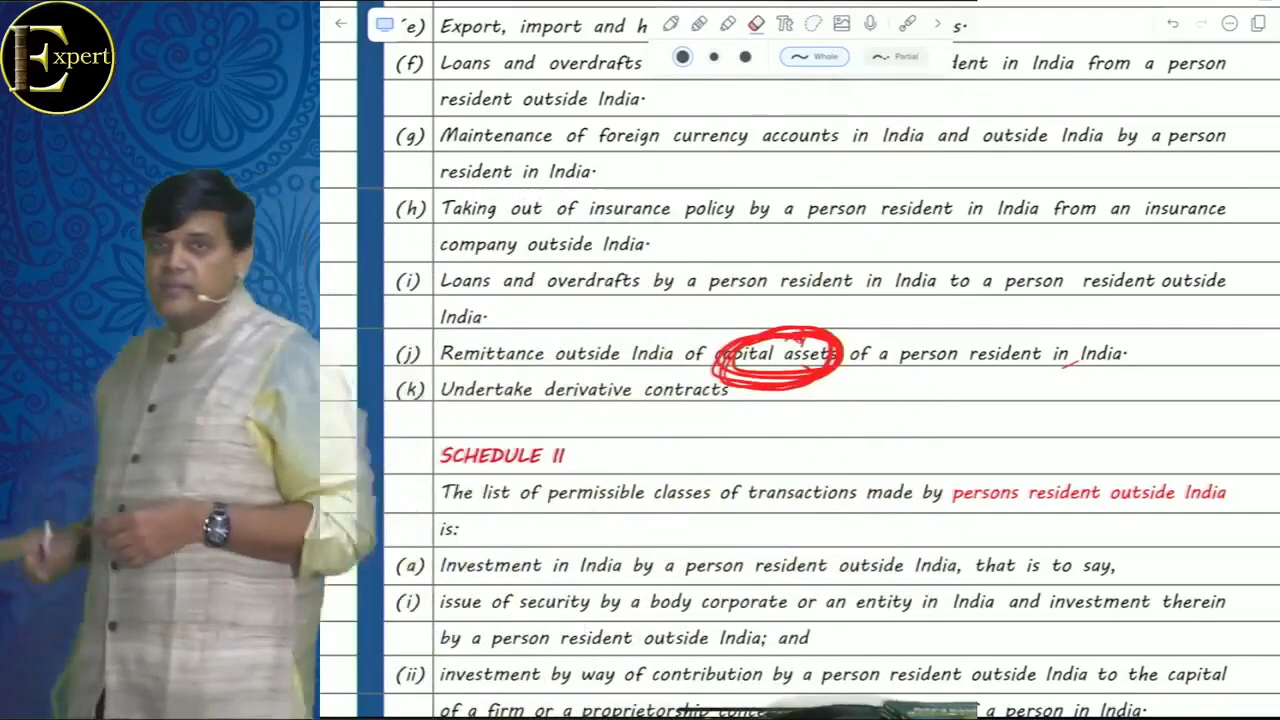 Expert
(e) Export, import and h s.
(f) Loans and overdrafts dent in India from a person
resident outside India.
(g) Maintenance of foreign currency accounts in India and outside India by a person
resident in India.
(h) Taking out of insurance policy by a person resident in India from an insurance
company outside India.
(i) Loans and overdrafts by a person resident in India to a person resident outside
India.
(j) Remittance outside India of capital assets of a person resident in India.
(k) Undertake derivative contracts
SCHEDULE II
The list of permissible classes of transactions made by persons resident outside India
is:
(a) Investment in India by a person resident outside India, that is to say,
(i) issue of security by a body corporate or an entity in India and investment therein
by a person resident outside India; and
(ii) investment by way of contribution by a person resident outside India to the capital
of a firm or a proprietorship a person in India.
Whole
Partial